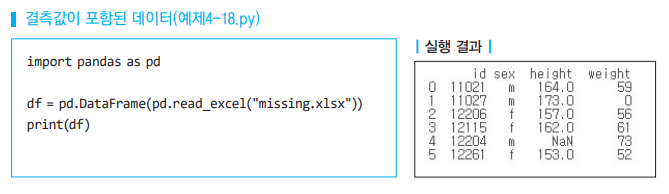 결측값이 포함된 데이터(예제4-18.py)
import pandas as pd
df = pd.DataFrame(pd.read_excel("missing.xlsx"))
print(df)
| 실행 결과 |
id sex height weight
0 11021 m 164.0 59
1 11027 m 173.0 0
2 12206 f 157.0 56
3 12115 f 162.0 61
4 12204 m NaN 73
5 12261 f 153.0 52